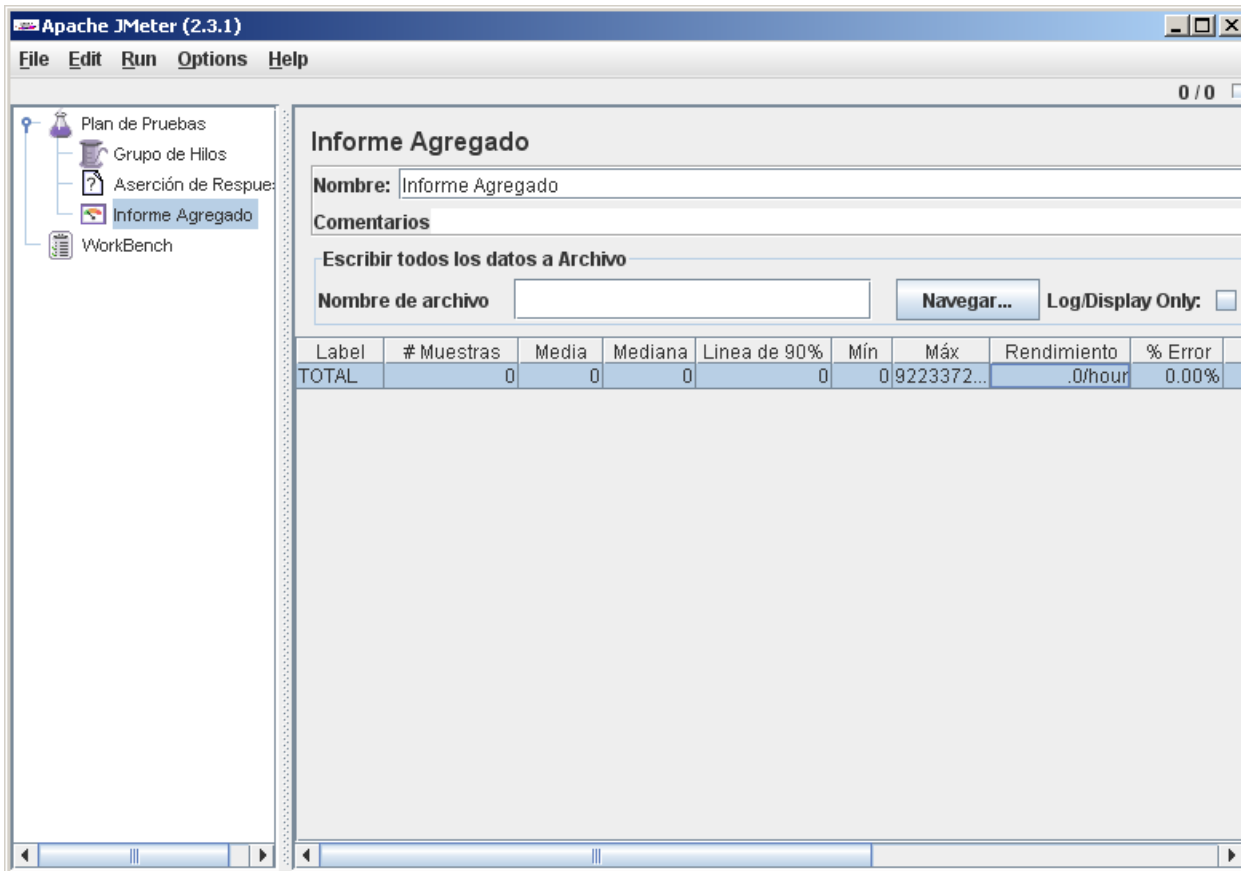 Apache JMeter (2.3.1)
File Edit Run Options Help
0 / 0
Plan de Pruebas
Grupo de Hilos
Aserción de Respue
Informe Agregado
WorkBench
Informe Agregado
Nombre: Informe Agregado
Comentarios
Escribir todos los datos a Archivo
Nombre de archivo Navegar... Log/Display Only:
Label # Muestras Media Mediana Linea de 90% Mín Máx Rendimiento % Error
TOTAL 0 0 0 0 0 9223372... .0/hour 0.00%